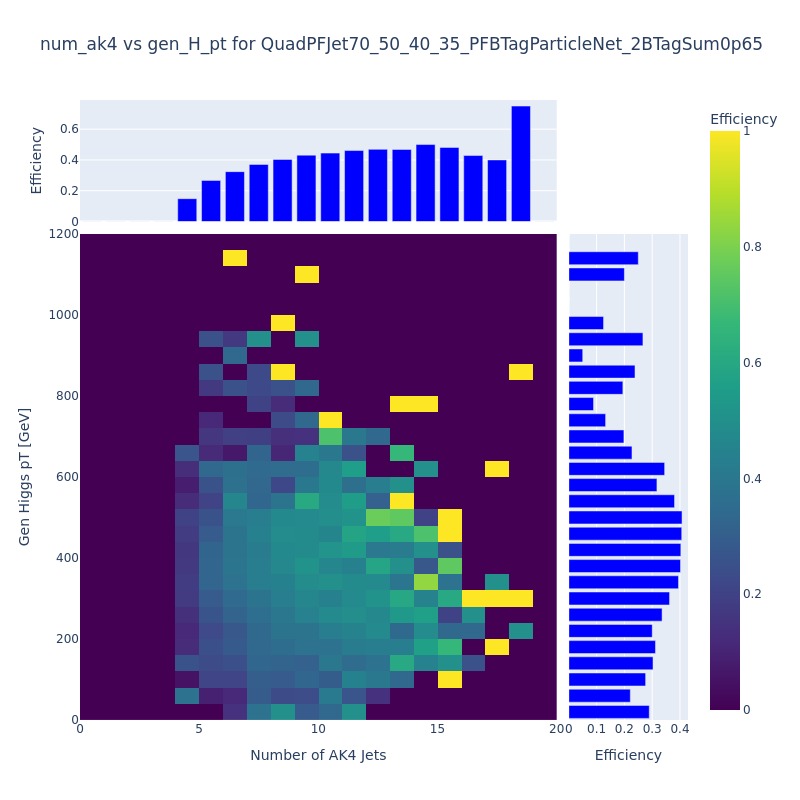 num_ak4 vs gen_H_pt for QuadPFJet70_50_40_35_PFBTagParticleNet_2BTagSum0p65
Efficiency
0.6
0.4
0.2
0
Efficiency
1
0.8
0.6
0.4
0.2
0
Gen Higgs pT [GeV]
1200
1000
800
600
400
200
0
0 5 10 15 20
0 0.1 0.2 0.3 0.4
Number of AK4 Jets
Efficiency